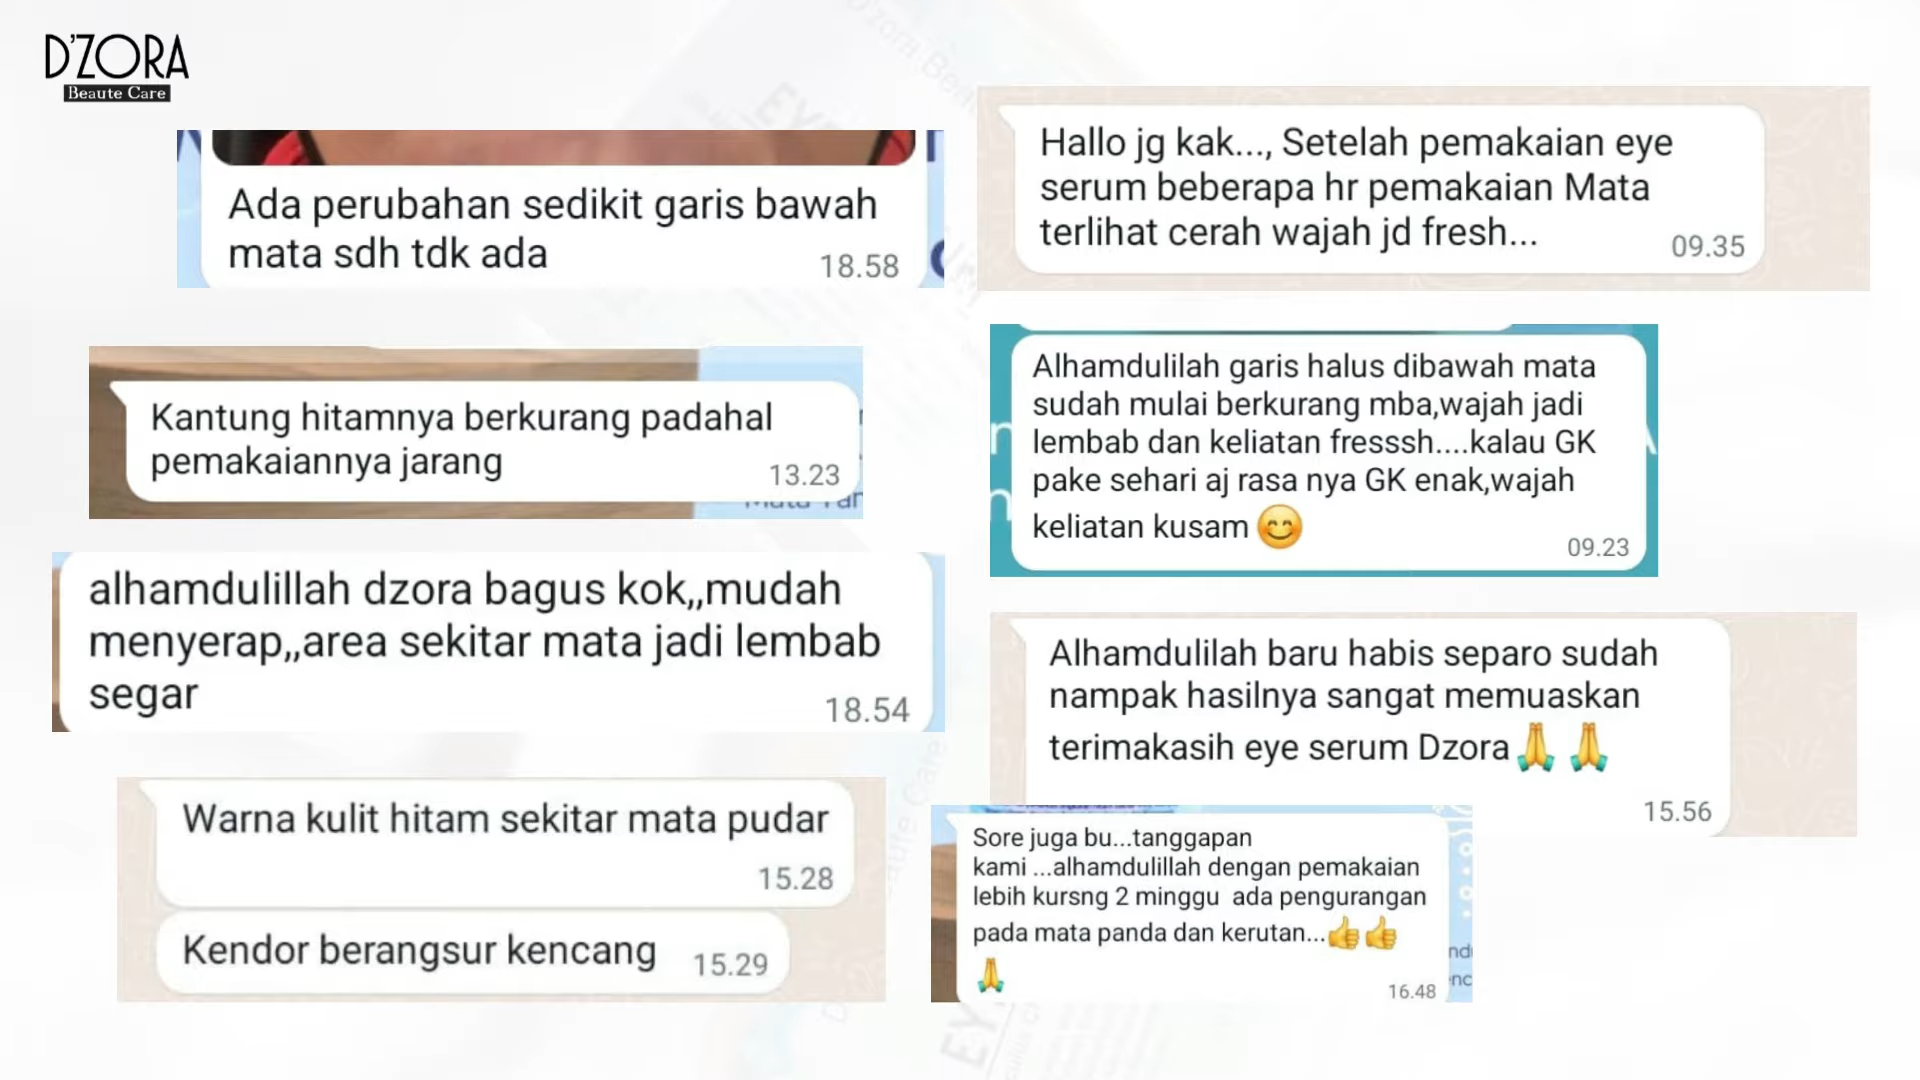 D'ZORA
Beaute Care
Ada perubahan sedikit garis bawah
mata sdh tdk ada
18.58
Kantung hitamnya berkurang padahal
pemakaiannya jarang
13.23
alhamdulillah dzora bagus kok,,mudah
menyerap,,area sekitar mata jadi lembab
segar
18.54
Warna kulit hitam sekitar mata pudar
15.28
Kendor berangsur kencang
15.29
Hallo jg kak..., Setelah pemakaian eye
serum beberapa hr pemakaian Mata
terlihat cerah wajah jd fresh...
09.35
Alhamdulilah garis halus dibawah mata
sudah mulai berkurang mba,wajah jadi
lembab dan keliatan fresssh....kalau GK
pake sehari aj rasa nya GK enak,wajah
keliatan kusam 😊
09.23
Alhamdulilah baru habis separo sudah
nampak hasilnya sangat memuaskan
terimakasih eye serum Dzora🙏 🙏
15.56
Sore juga bu...tanggapan
kami ...alhamdulillah dengan pemakaian
lebih kursng 2 minggu  ada pengurangan
pada mata panda dan kerutan...👍👍
🙏
16.48